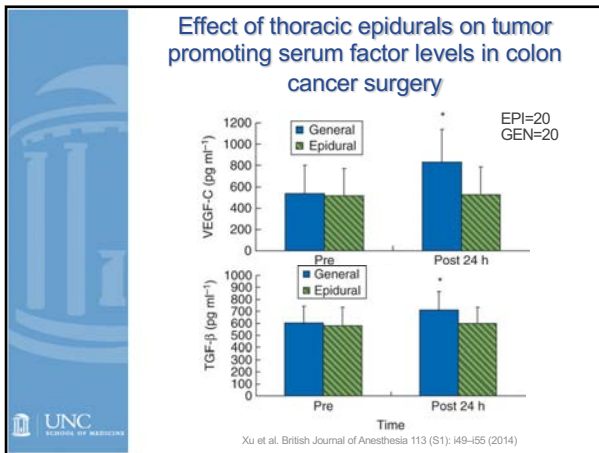 Effect of thoracic epidurals on tumor
promoting serum factor levels in colon
cancer surgery
EPI=20
GEN=20
*
General
Epidural
VEGF-C (pg ml⁻¹)
1200
1000
800
600
400
200
0
Pre
Post 24 h
*
General
Epidural
TGF-β (pg ml⁻¹)
1000
900
800
700
600
500
400
300
200
100
0
Pre
Post 24 h
Time
Xu et al. British Journal of Anesthesia 113 (S1): i49–i55 (2014)
UNC
SCHOOL OF MEDICINE